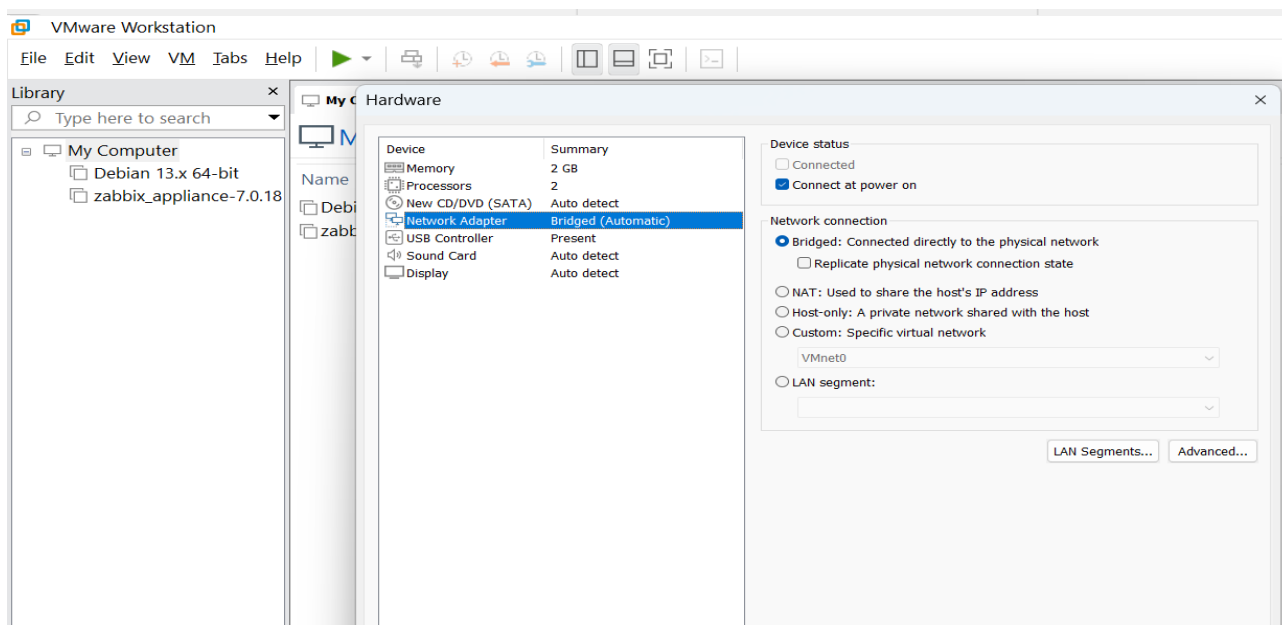 VMware Workstation
File Edit View VM Tabs Help
Library
Type here to search
My Computer
Debian 13.x 64-bit
zabbix_appliance-7.0.18
My C
M
Name
Debi
zabb
Hardware
Device Summary
Memory 2 GB
Processors 2
New CD/DVD (SATA) Auto detect
Network Adapter Bridged (Automatic)
USB Controller Present
Sound Card Auto detect
Display Auto detect
Device status
Connected
Connect at power on
Network connection
Bridged: Connected directly to the physical network
Replicate physical network connection state
NAT: Used to share the host's IP address
Host-only: A private network shared with the host
Custom: Specific virtual network
VMnet0
LAN segment:
LAN Segments... Advanced...